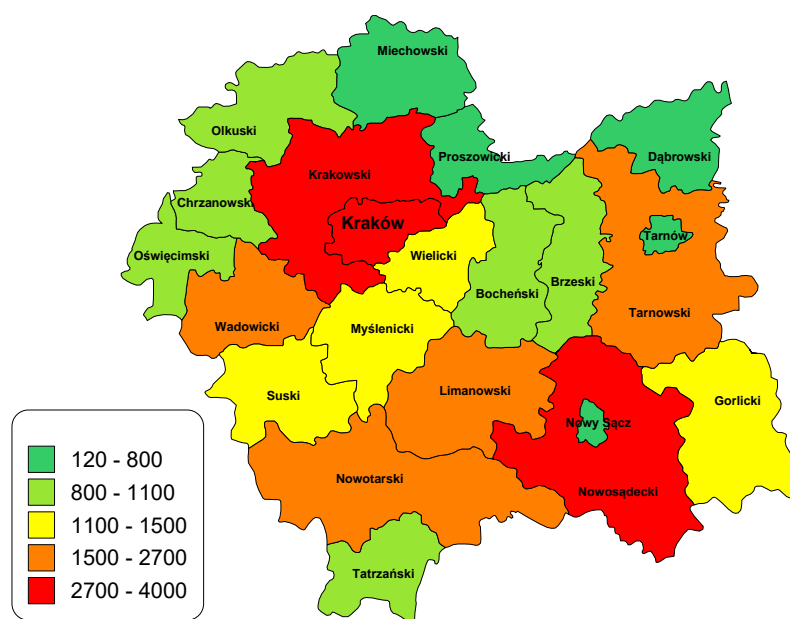 Miechowski
Olkuski
Proszowicki
Dąbrowski
Krakowski
Chrzanowski
Kraków
Tarnów
Oświęcimski
Wielicki
Bocheński
Brzeski
Tarnowski
Wadowicki
Myślenicki
Suski
Limanowski
Gorlicki
Nowy Sącz
Nowotarski
Nowosądecki
Tatrzański
120 - 800
800 - 1100
1100 - 1500
1500 - 2700
2700 - 4000